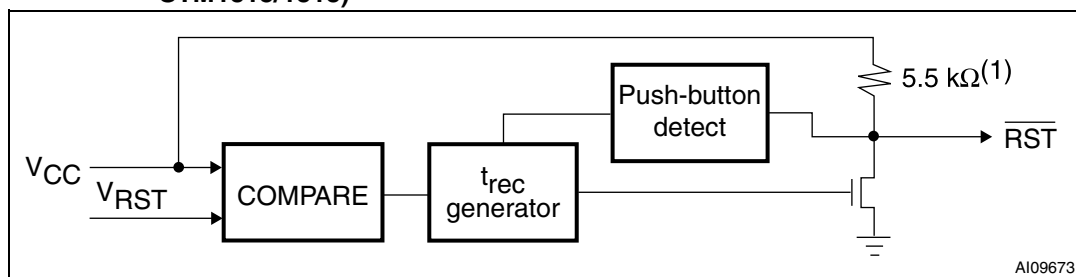 5.5 kΩ(1)
Push-button
detect
RST
VCC
VRST
COMPARE
trec
generator
AI09673